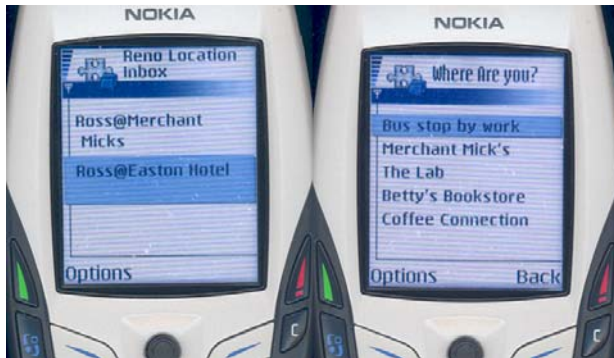 NOKIA
Reno Location
Inbox
Ross@Merchant
Micks
Ross@Easton Hotel
Options
NOKIA
Where Are you?
Bus stop by work
Merchant Mick's
The Lab
Betty's Bookstore
Coffee Connection
Options
Back
C